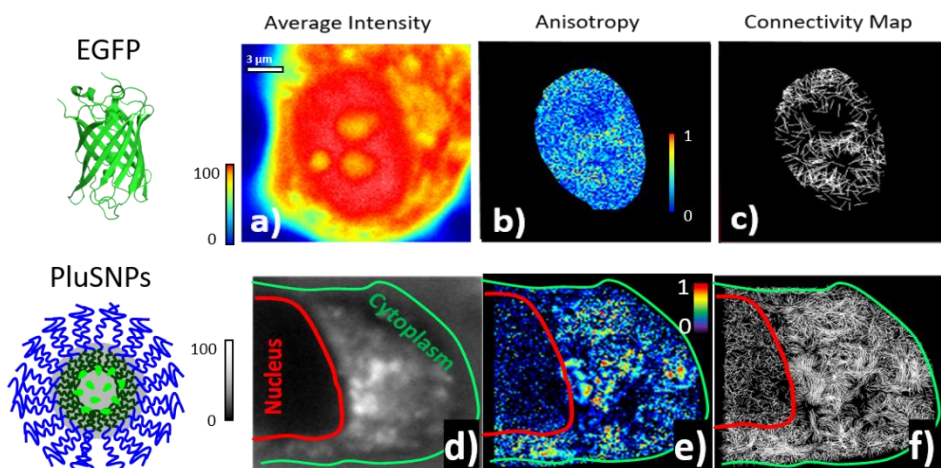 Average Intensity
Anisotropy
Connectivity Map
EGFP
3 µm
100
0
a)
1
0
b)
c)
PluSNPs
100
0
Nucleus
Cytoplasm
d)
1
0
e)
f)